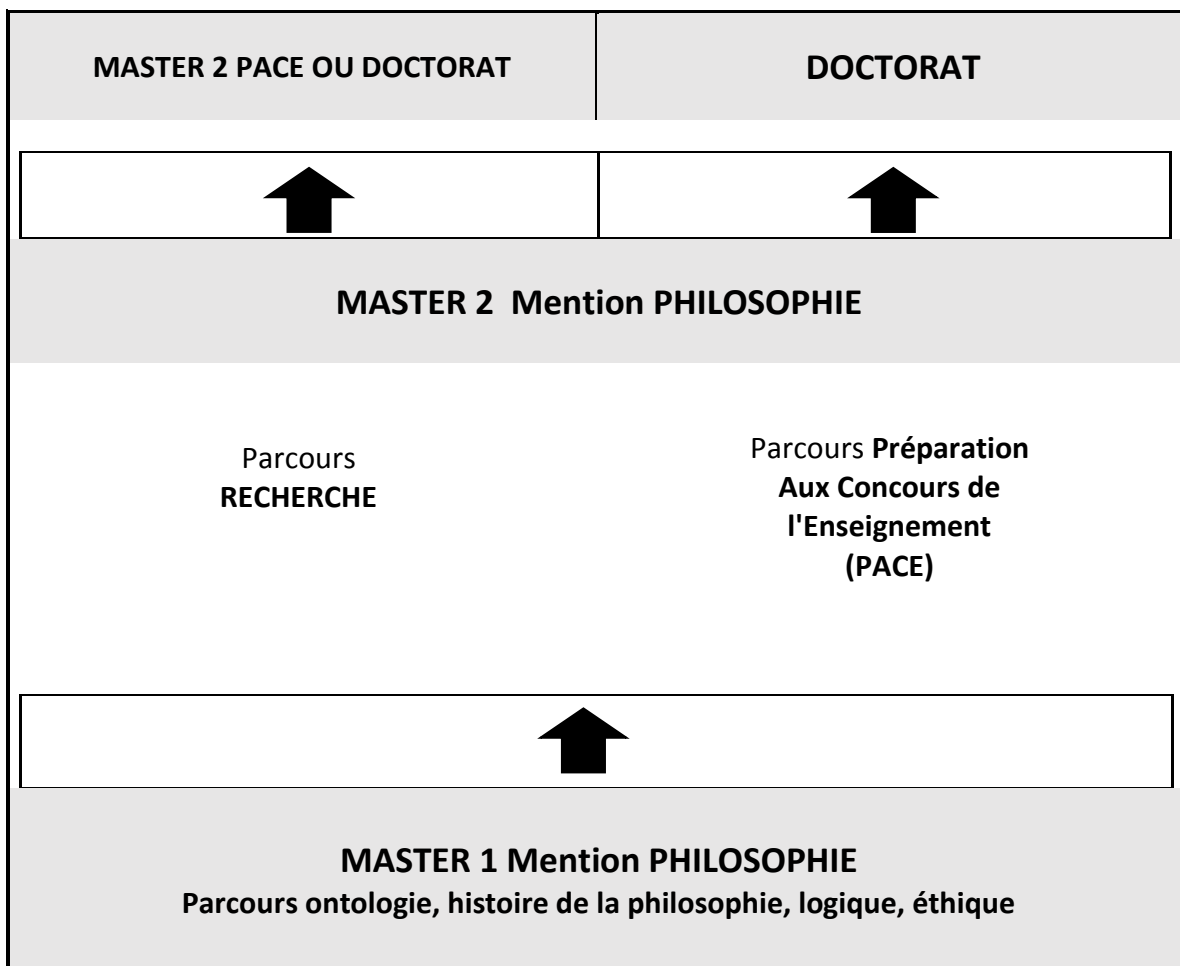 MASTER 2 PACE OU DOCTORAT
DOCTORAT
MASTER 2 Mention PHILOSOPHIE
Parcours
RECHERCHE
Parcours Préparation
Aux Concours de
l'Enseignement
(PACE)
MASTER 1 Mention PHILOSOPHIE
Parcours ontologie, histoire de la philosophie, logique, éthique